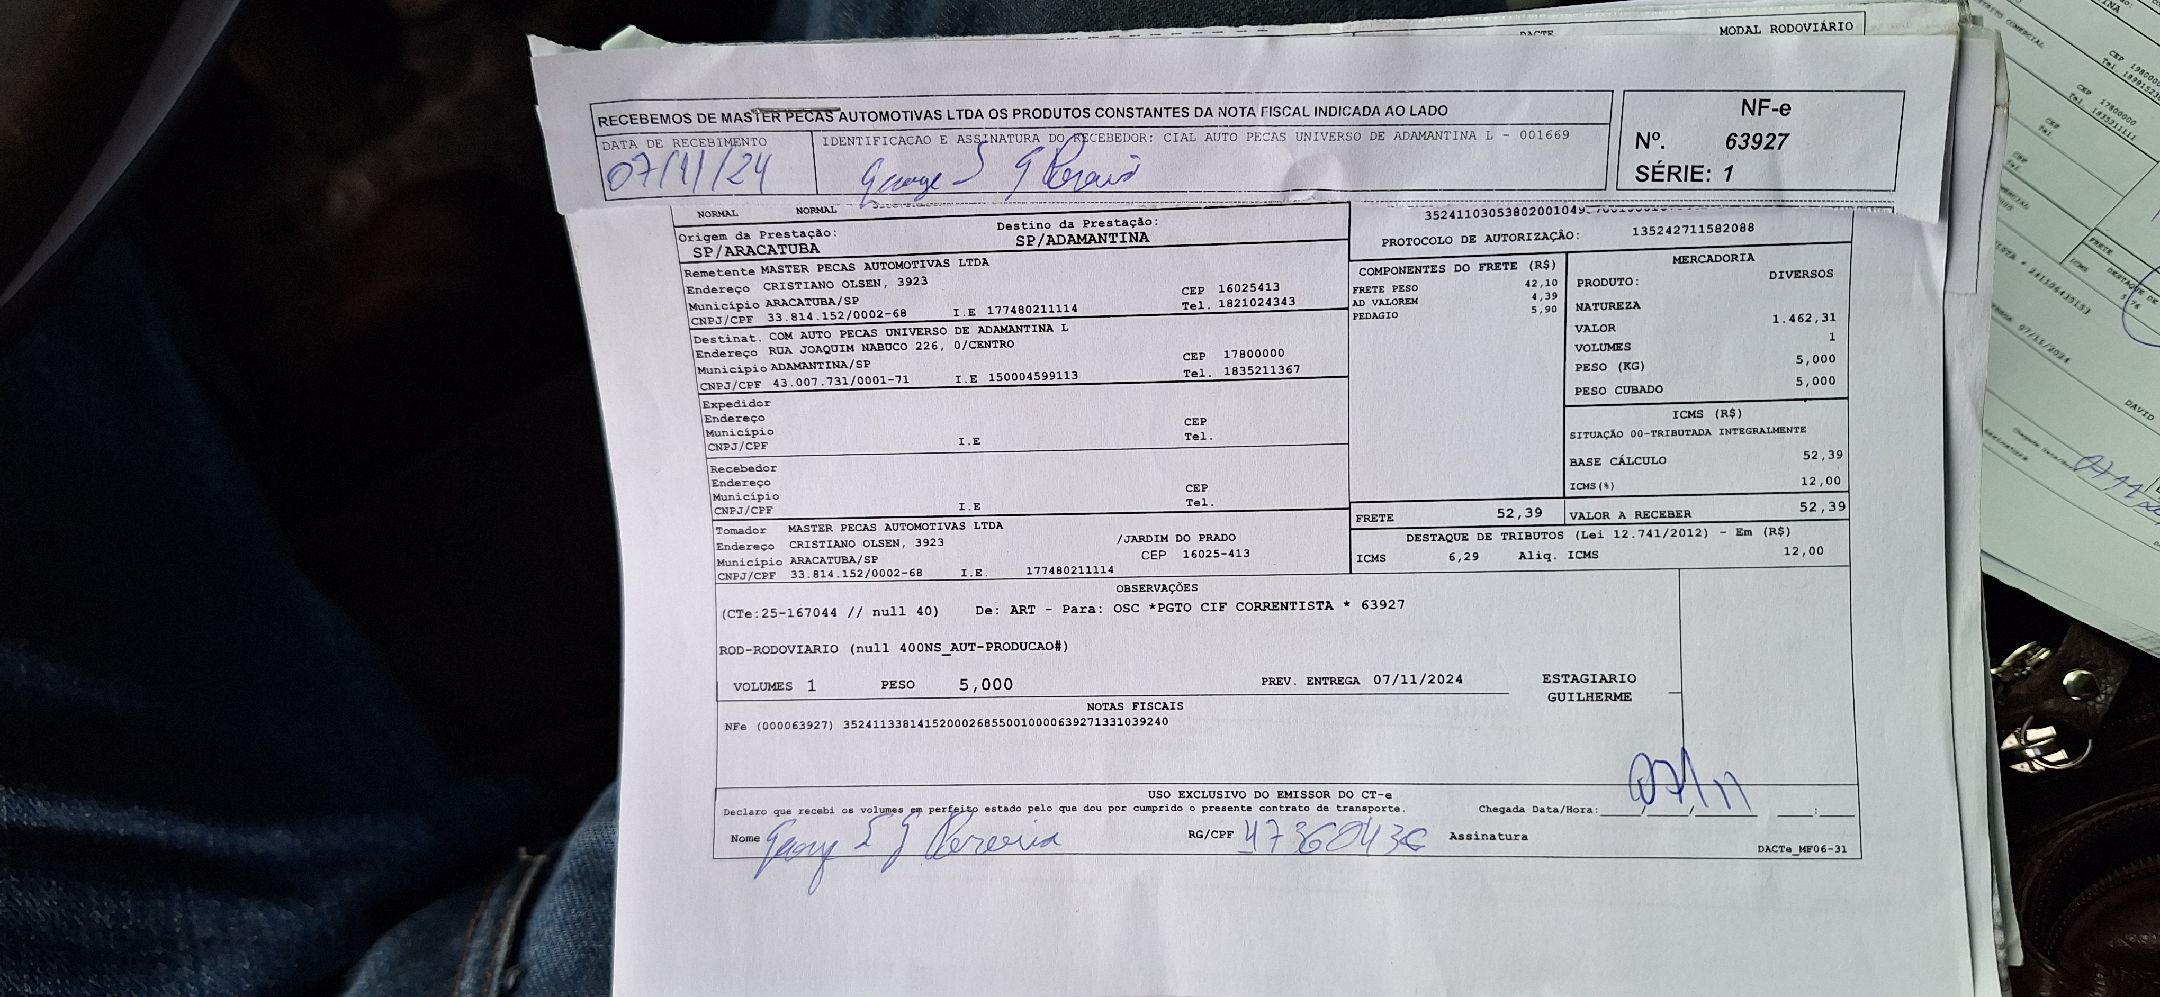 MODAL RODOVIÁRIO
RECEBEMOS DE MASTER PECAS AUTOMOTIVAS LTDA OS PRODUTOS CONSTANTES DA NOTA FISCAL INDICADA AO LADO
DATA DE RECEBIMENTO
IDENTIFICACAO E ASSINATURA DO RECEBEDOR: CIAL AUTO PECAS UNIVERSO DE ADAMANTINA L - 001669
07/11/24
NF-e
Nº. 63927
SÉRIE: 1
NORMAL NORMAL
Origem da Prestação:
SP/ARACATUBA
Destino da Prestação:
SP/ADAMANTINA
PROTOCOLO DE AUTORIZAÇÃO: 135242711582088
Remetente MASTER PECAS AUTOMOTIVAS LTDA
Endereço CRISTIANO OLSEN, 3923
Município ARACATUBA/SP CEP 16025413
CNPJ/CPF 33.814.152/0002-68 I.E 177480211114 Tel. 1821024343
Destinat. COM AUTO PECAS UNIVERSO DE ADAMANTINA L
Endereço RUA JOAQUIM NABUCO 226, 0/CENTRO
Município ADAMANTINA/SP CEP 17800000
CNPJ/CPF 43.007.731/0001-71 I.E 150004599113 Tel. 1835211367
Expedidor
Endereço
Município CEP
CNPJ/CPF I.E Tel.
Recebedor
Endereço
Município CEP
CNPJ/CPF I.E Tel.
Tomador MASTER PECAS AUTOMOTIVAS LTDA
Endereço CRISTIANO OLSEN, 3923 /JARDIM DO PRADO
Município ARACATUBA/SP CEP 16025-413
CNPJ/CPF 33.814.152/0002-68 I.E. 177480211114
COMPONENTES DO FRETE (R$)
FRETE PESO 42,10
AD VALOREM 4,39
PEDAGIO 5,90
MERCADORIA
PRODUTO: DIVERSOS
NATUREZA
VALOR 1.462,31
VOLUMES 1
PESO (KG) 5,000
PESO CUBADO 5,000
ICMS (R$)
SITUAÇÃO 00-TRIBUTADA INTEGRALMENTE
BASE CÁLCULO 52,39
ICMS(%) 12,00
FRETE 52,39
VALOR A RECEBER 52,39
DESTAQUE DE TRIBUTOS (Lei 12.741/2012) - Em (R$)
ICMS 6,29 Aliq. ICMS 12,00
OBSERVAÇÕES
(CTe:25-167044 // null 40) De: ART - Para: OSC *PGTO CIF CORRENTISTA * 63927
ROD-RODOVIARIO (null 400NS_AUT-PRODUCAO#)
VOLUMES 1 PESO 5,000 PREV. ENTREGA 07/11/2024
ESTAGIARIO
GUILHERME
NOTAS FISCAIS
NFe (000063927) 35241133814152000268550010000639271331039240
USO EXCLUSIVO DO EMISSOR DO CT-e
Declaro que recebi os volumes em perfeito estado pelo que dou por cumprido o presente contrato de transporte.
Chegada Data/Hora: 07/11
Nome RG/CPF Assinatura
DACTe_MF06-31